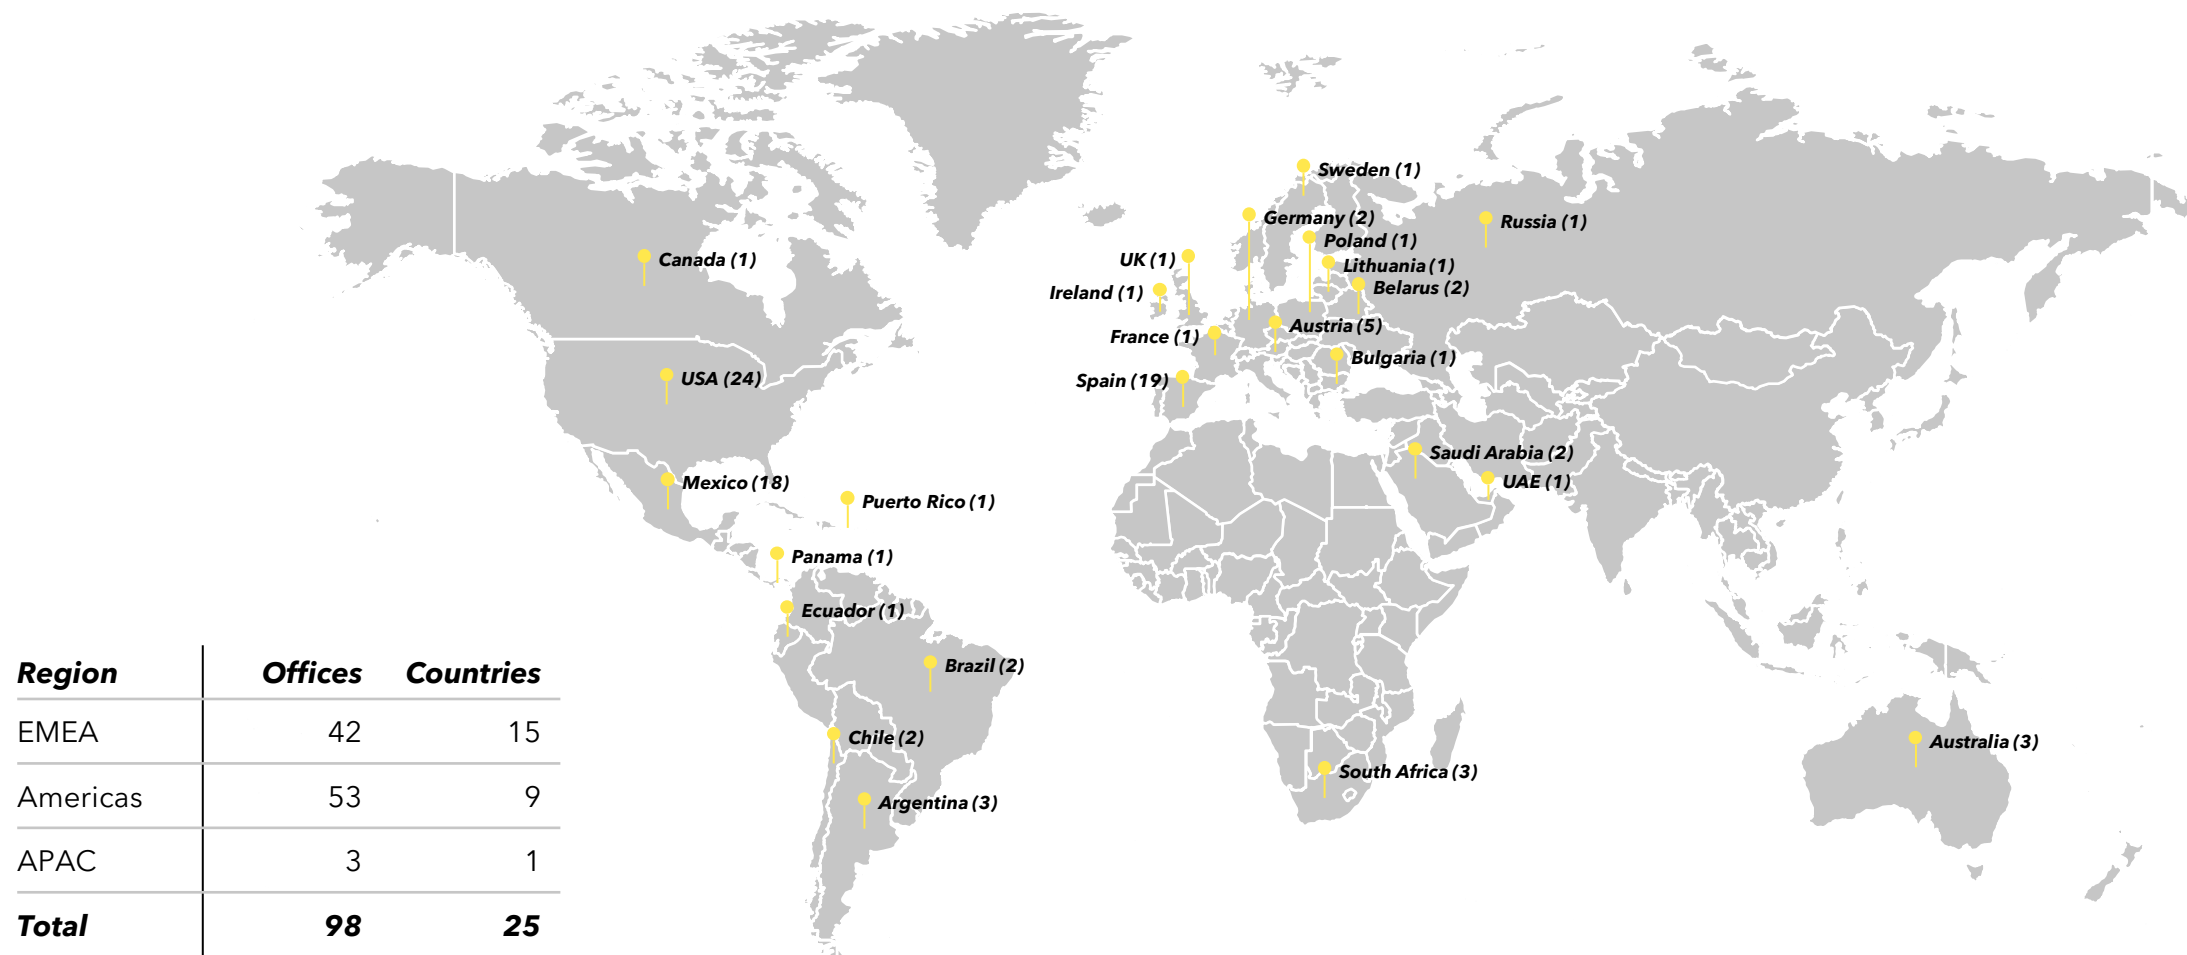 Sweden (1)
Germany (2)
Russia (1)
Poland (1)
Canada (1)
UK (1)
Lithuania (1)
Belarus (2)
Ireland (1)
Austria (5)
France (1)
Bulgaria (1)
USA (24)
Spain (19)
Saudi Arabia (2)
Mexico (18)
UAE (1)
Puerto Rico (1)
Panama (1)
Ecuador (1)
Brazil (2)
Chile (2)
Australia (3)
South Africa (3)
Argentina (3)
Region Offices Countries
EMEA 42 15
Americas 53 9
APAC 3 1
Total 98 25